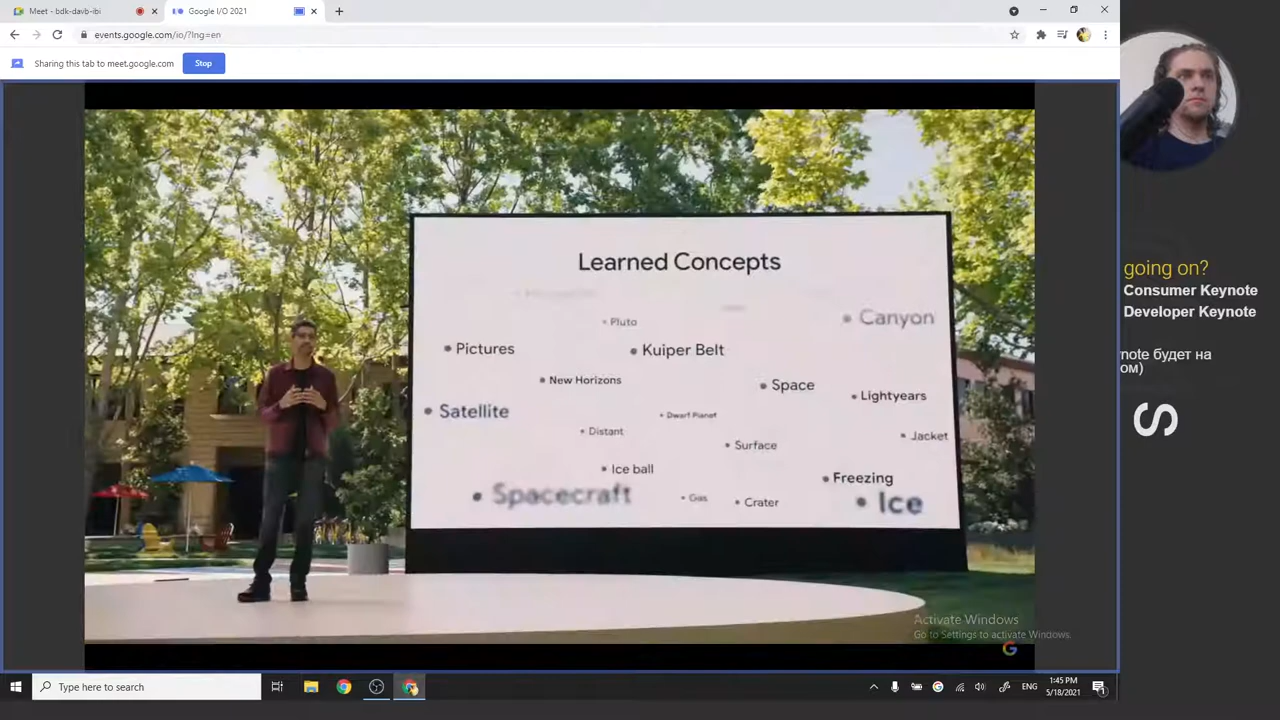 Meet - bdk-davb-ibi
Google I/O 2021
events.google.com/io/?lng=en
Sharing this tab to meet.google.com
Stop
Learned Concepts
Pluto
Canyon
Pictures
Kuiper Belt
New Horizons
Space
Lightyears
Satellite
Dwarf Planet
Distant
Surface
Jacket
Ice ball
Freezing
Spacecraft
Gas
Crater
Ice
going on?
Consumer Keynote
Developer Keynote
note будет на
ом)
Activate Windows
Go to Settings to activate Windows.
Type here to search
ENG
1:45 PM
5/18/2021
1